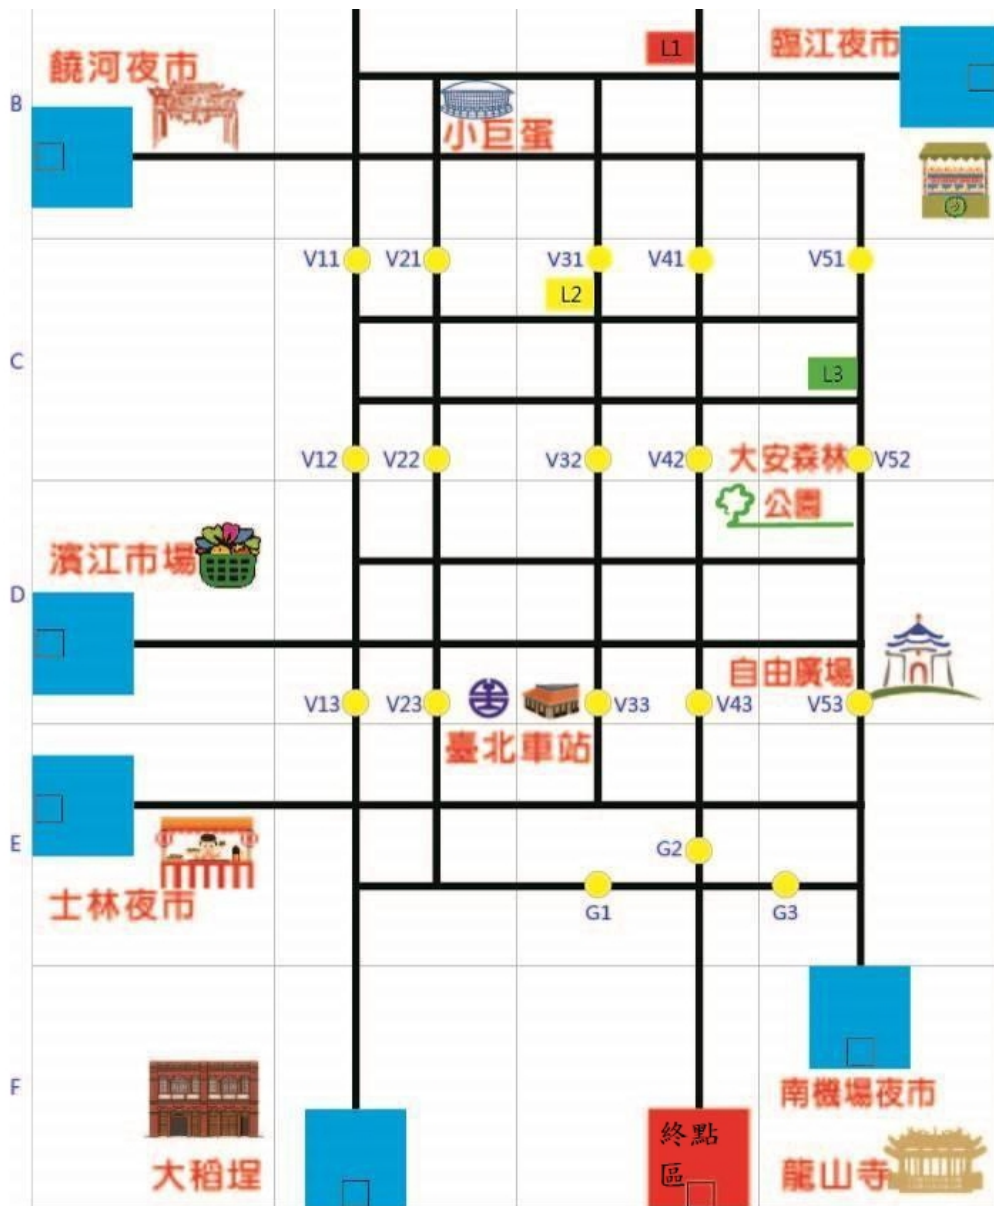 L1
臨江夜市
饒河夜市
B
小巨蛋
V11
V21
V31
V41
V51
L2
C
L3
V12
V22
V32
V42
大安森林
V52
公園
濱江市場
D
自由廣場
V13
V23
V33
V43
V53
臺北車站
E
G2
士林夜市
G1
G3
F
南機場夜市
終點
區
大稻埕
龍山寺